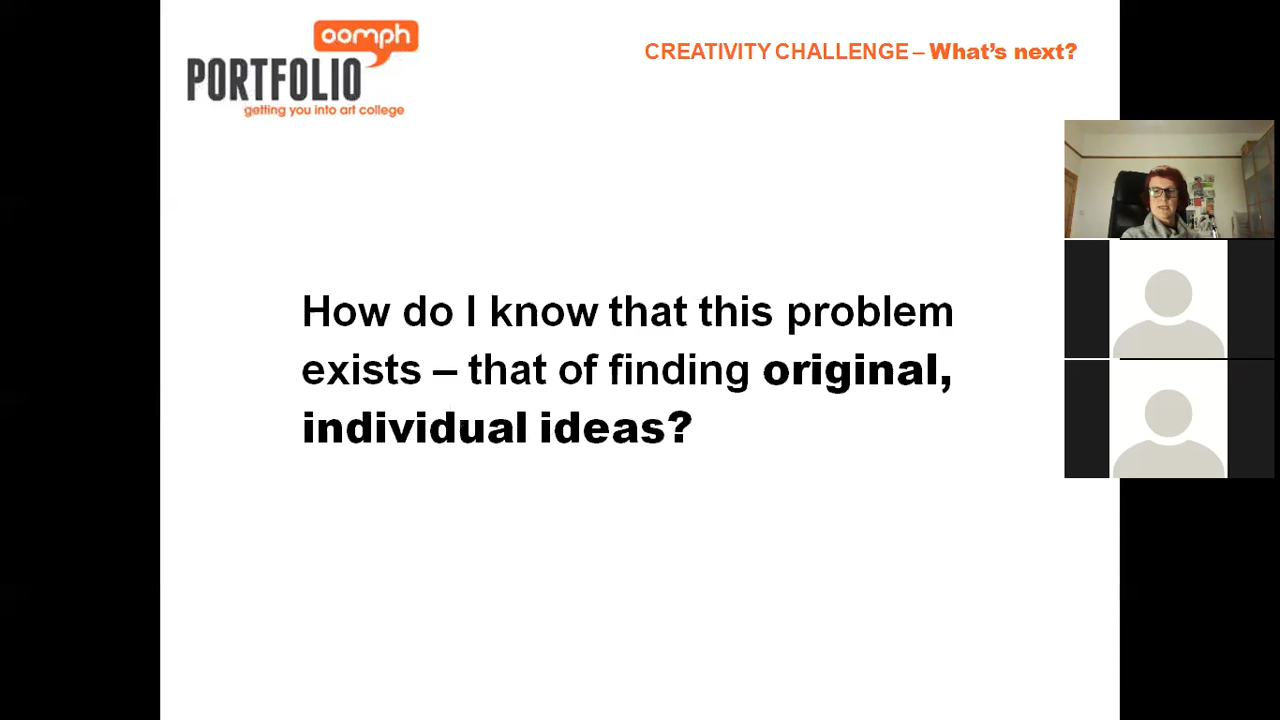 oomph
PORTFOLIO
getting you into art college
CREATIVITY CHALLENGE – What's next?
How do I know that this problem
exists – that of finding original,
individual ideas?